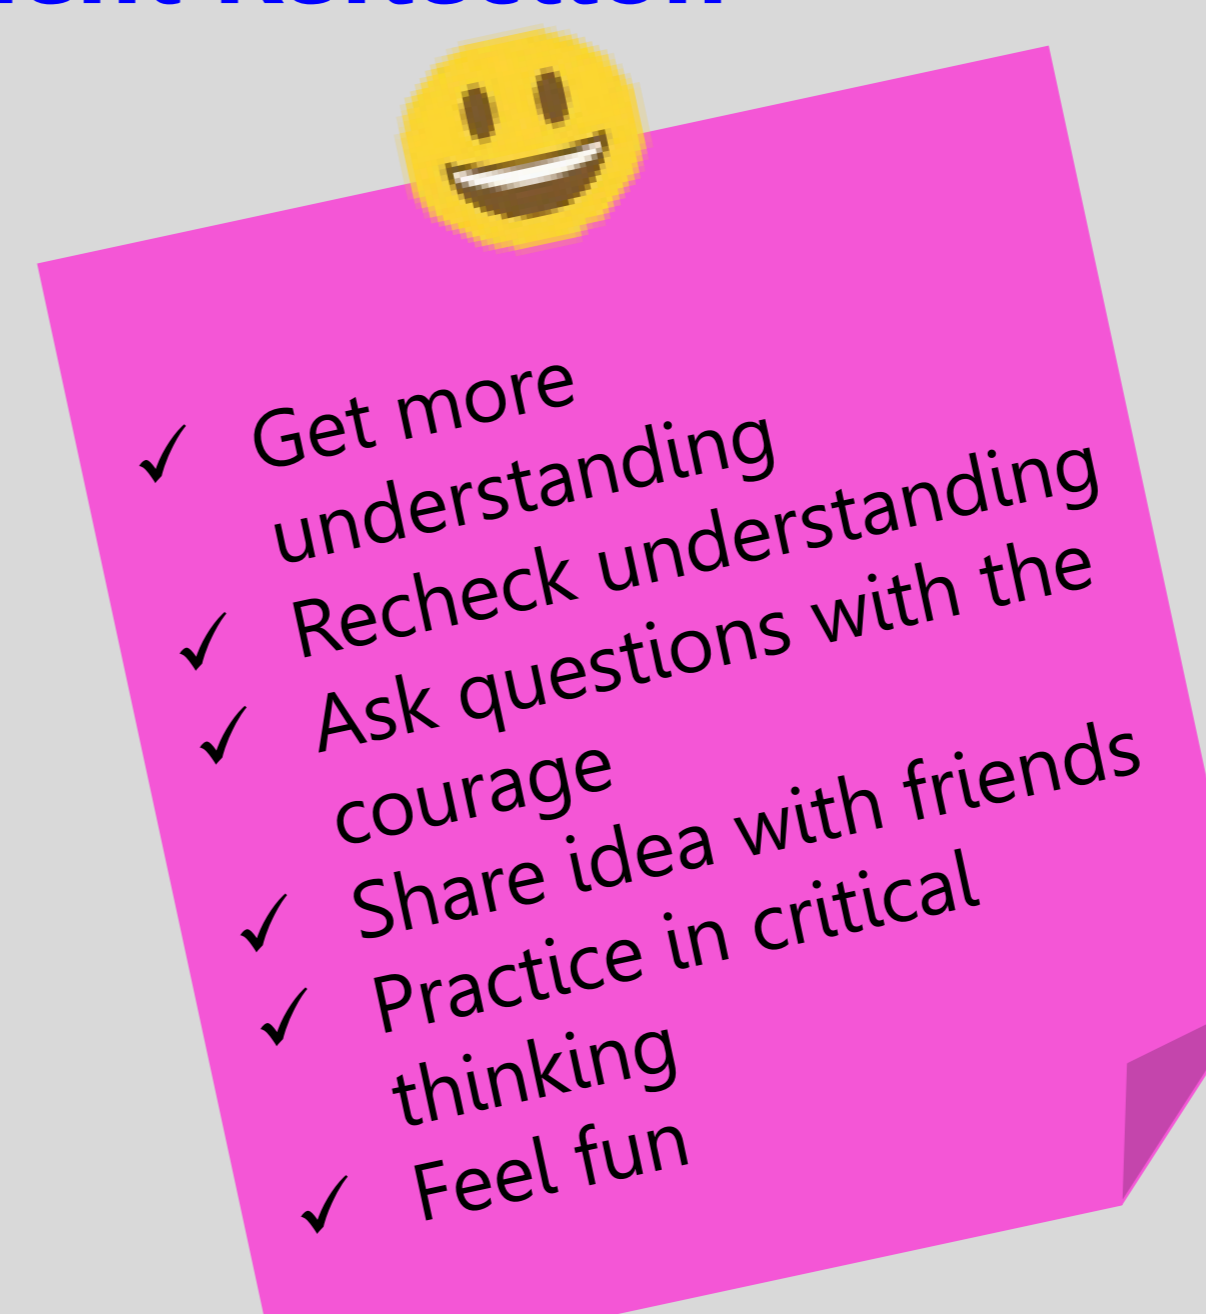 Get more
understanding
Recheck understanding
Ask questions with the
courage
Share idea with friends
Practice in critical
thinking
Feel fun